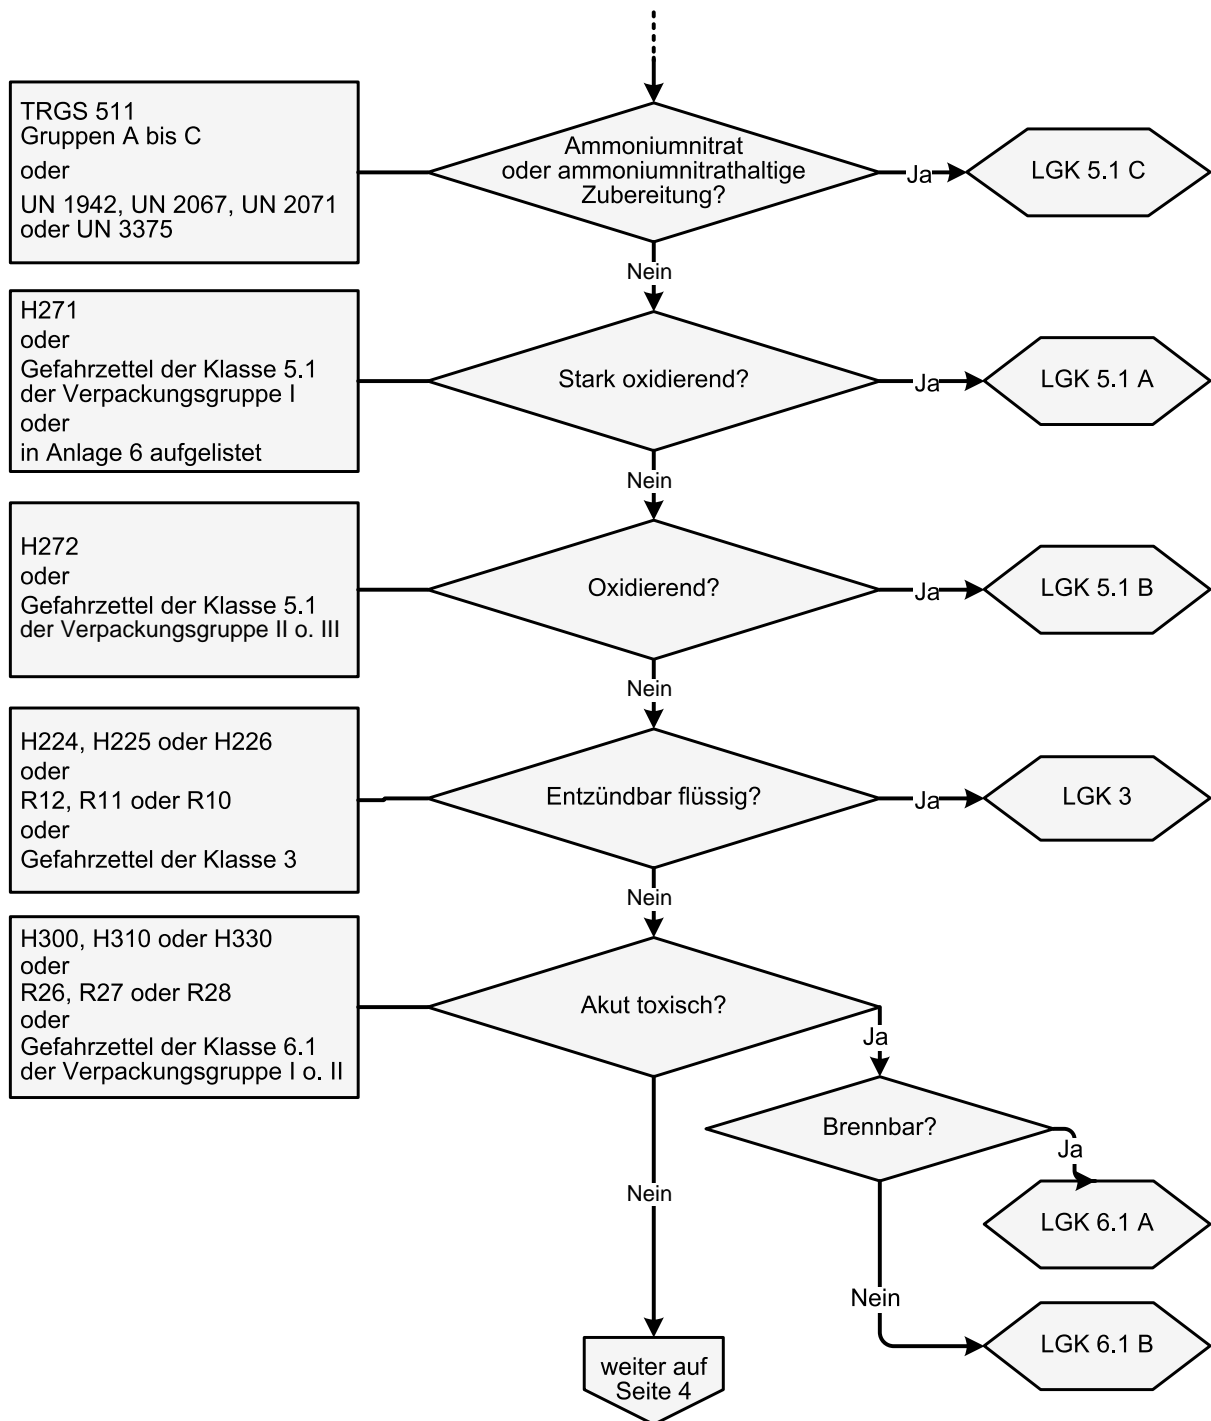 TRGS 511
Gruppen A bis C
oder
UN 1942, UN 2067, UN 2071
oder UN 3375
Ammoniumnitrat
oder ammoniumnitrathaltige
Zubereitung?
Ja
LGK 5.1 C
Nein
H271
oder
Gefahrzettel der Klasse 5.1
der Verpackungsgruppe I
oder
in Anlage 6 aufgelistet
Stark oxidierend?
Ja
LGK 5.1 A
Nein
H272
oder
Gefahrzettel der Klasse 5.1
der Verpackungsgruppe II o. III
Oxidierend?
Ja
LGK 5.1 B
Nein
H224, H225 oder H226
oder
R12, R11 oder R10
oder
Gefahrzettel der Klasse 3
Entzündbar flüssig?
Ja
LGK 3
Nein
H300, H310 oder H330
oder
R26, R27 oder R28
oder
Gefahrzettel der Klasse 6.1
der Verpackungsgruppe I o. II
Akut toxisch?
Ja
Brennbar?
Ja
LGK 6.1 A
Nein
Nein
LGK 6.1 B
weiter auf
Seite 4